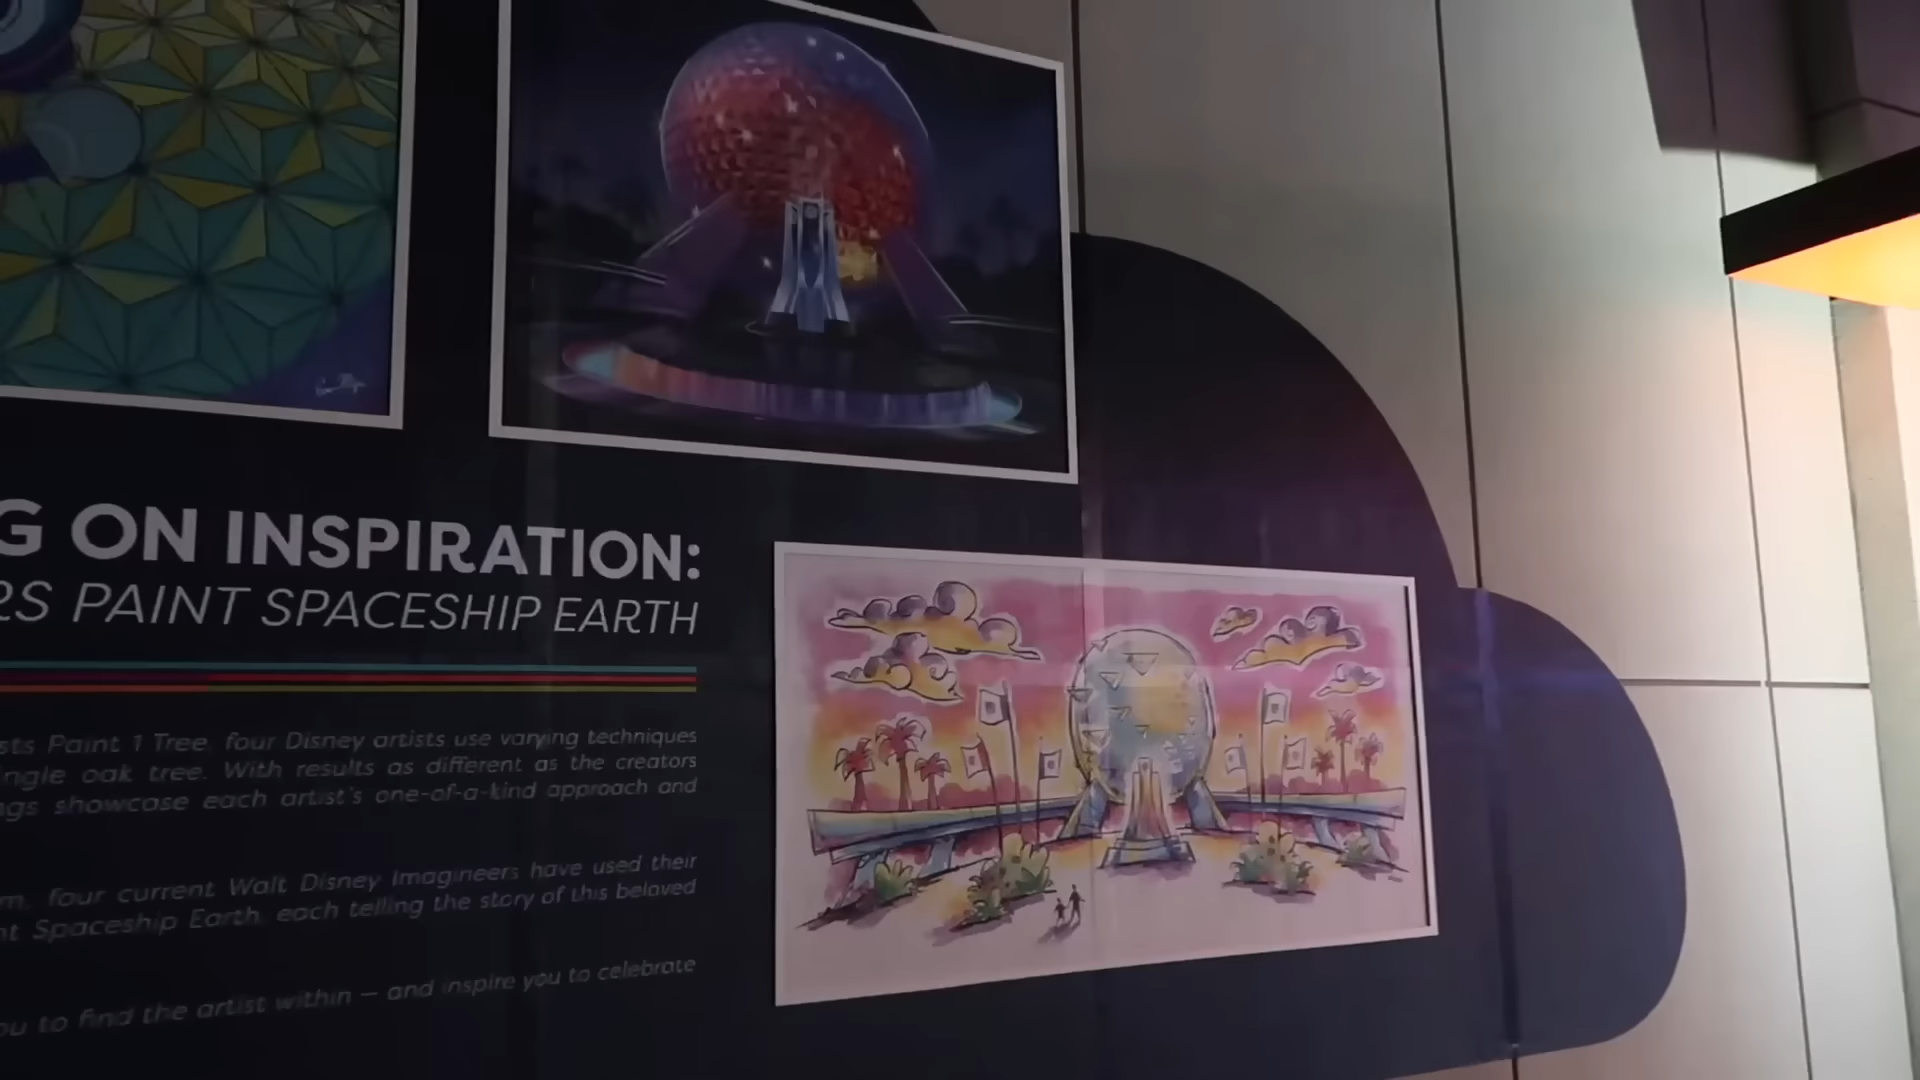 G ON INSPIRATION:
RS PAINT SPACESHIP EARTH
sts Paint 1 Tree, four Disney artists use varying techniques
ingle oak tree. With results as different as the creators
ngs showcase each artist's one-of-a-kind approach and
m, four current Walt Disney Imagineers have used their
nt Spaceship Earth, each telling the story of this beloved
ou to find the artist within — and inspire you to celebrate